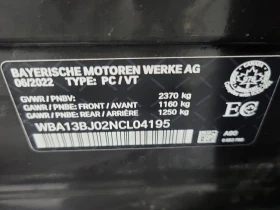 BAYERISCHE MOTOREN WERKE AG
06/2022 TYPE: PC / VT
GVWR / PNBV: 2370 kg
GAWR / PNBE: FRONT / AVANT 1160 kg
GAWR / PNBE: REAR / ARRIÈRE 1250 kg
WBA13BJ02NCL04195
EC